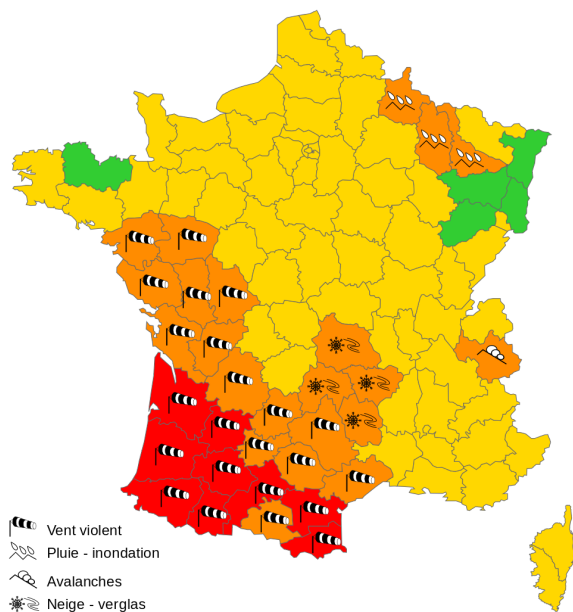 Vent violent
Pluie - inondation
Avalanches
Neige - verglas